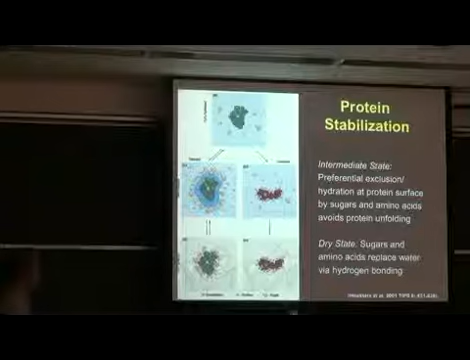 Protein
Stabilization
Intermediate State:
Preferential exclusion/
hydration at protein surface
by sugars and amino acids
avoids protein unfolding
Dry State: Sugars and
amino acids replace water
via hydrogen bonding